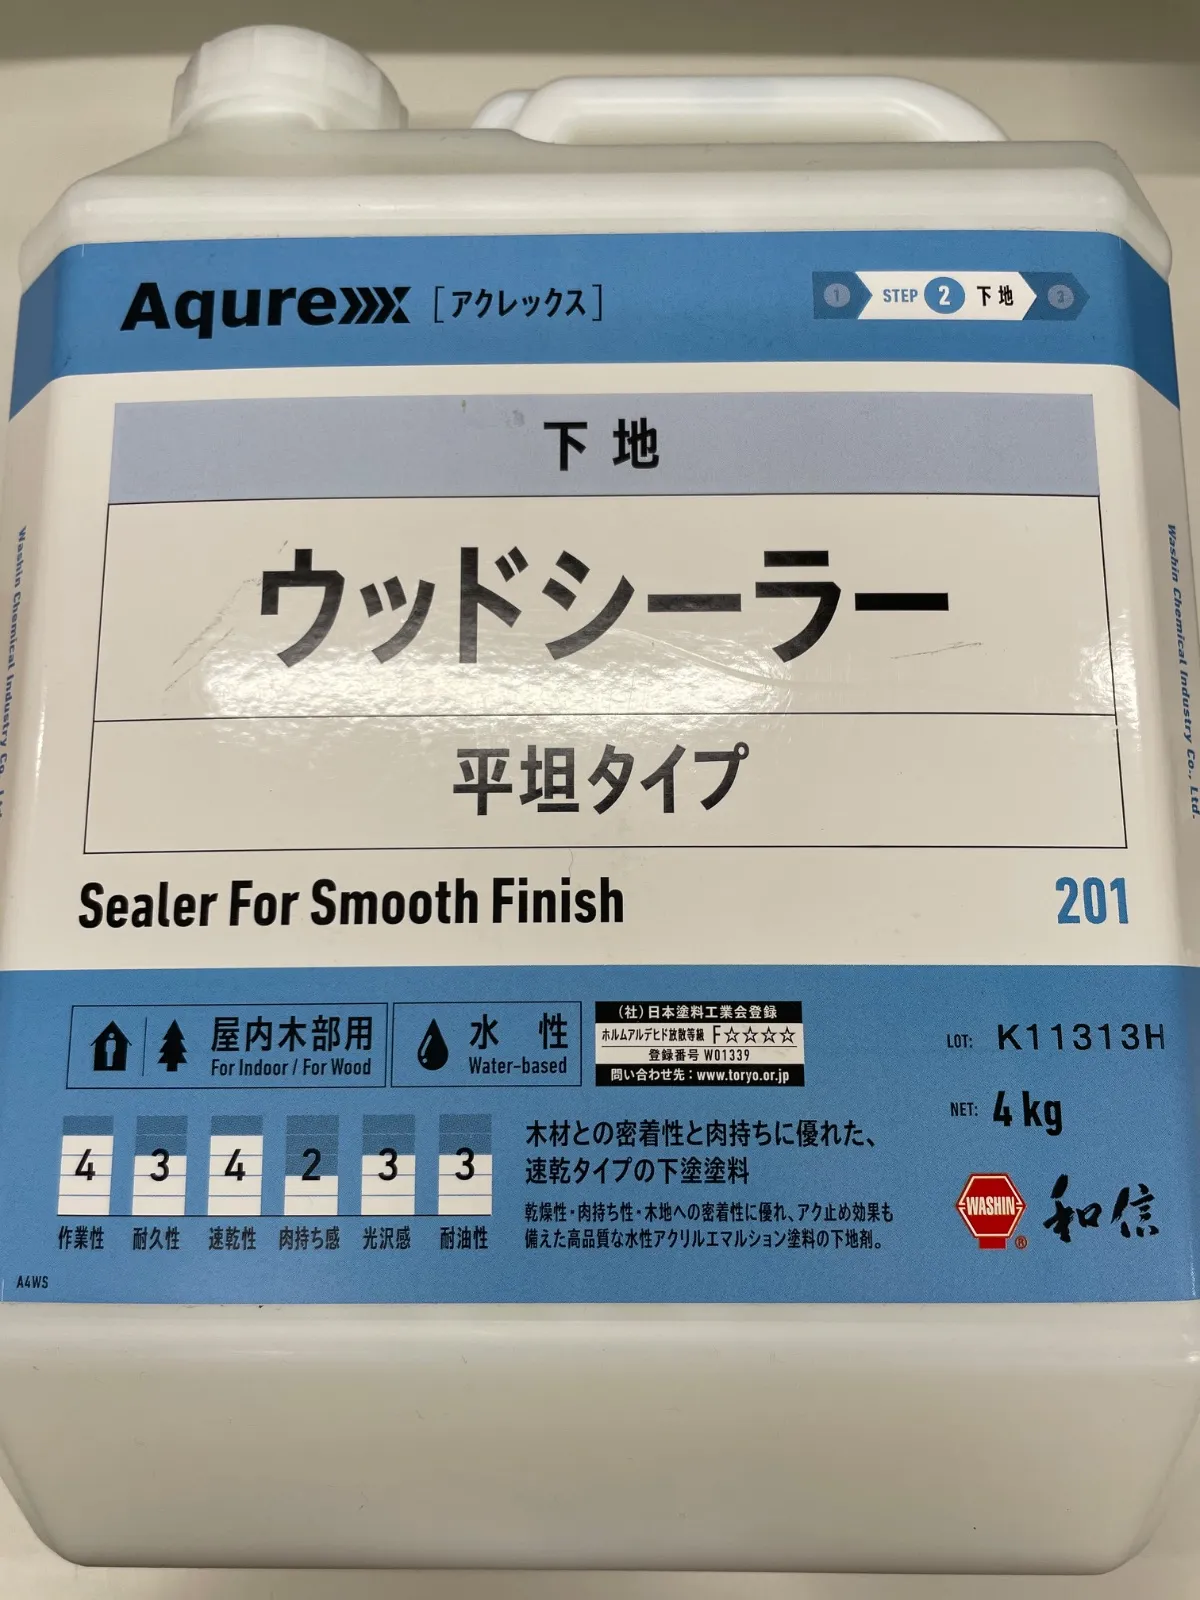 Aqurexxx [アクレックス]
1 STEP 2 下地 3
下地
ウッドシーラー
平坦タイプ
Sealer For Smooth Finish
201
屋内木部用
For Indoor / For Wood
水性
Water-based
(社)日本塗料工業会登録
ホルムアルデヒド放散等級 F☆☆☆☆
登録番号 W01339
問い合わせ先：www.toryo.or.jp
LOT: K11313H
NET: 4 kg
4 3 4 2 3 3
作業性 耐久性 速乾性 肉持ち感 光沢感 耐油性
木材との密着性と肉持ちに優れた、
速乾タイプの下塗塗料
乾燥性・肉持ち性・木地への密着性に優れ、アク止め効果も
備えた高品質な水性アクリルエマルション塗料の下地剤。
WASHIN ® 和信
A4WS
Washin Chemical Industry Co., Ltd.
Washin Chemical Industry Co., Ltd.